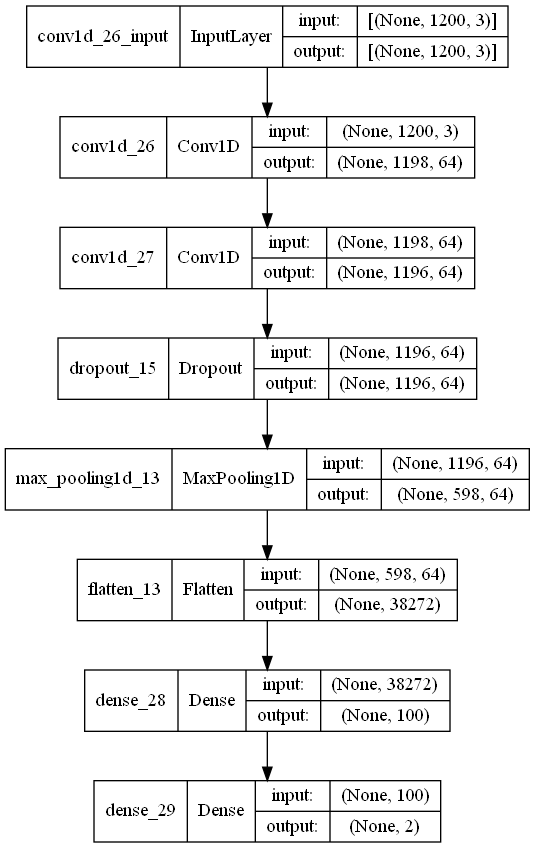 conv1d_26_input InputLayer input: [(None, 1200, 3)]
output: [(None, 1200, 3)]
conv1d_26 Conv1D input: (None, 1200, 3)
output: (None, 1198, 64)
conv1d_27 Conv1D input: (None, 1198, 64)
output: (None, 1196, 64)
dropout_15 Dropout input: (None, 1196, 64)
output: (None, 1196, 64)
max_pooling1d_13 MaxPooling1D input: (None, 1196, 64)
output: (None, 598, 64)
flatten_13 Flatten input: (None, 598, 64)
output: (None, 38272)
dense_28 Dense input: (None, 38272)
output: (None, 100)
dense_29 Dense input: (None, 100)
output: (None, 2)